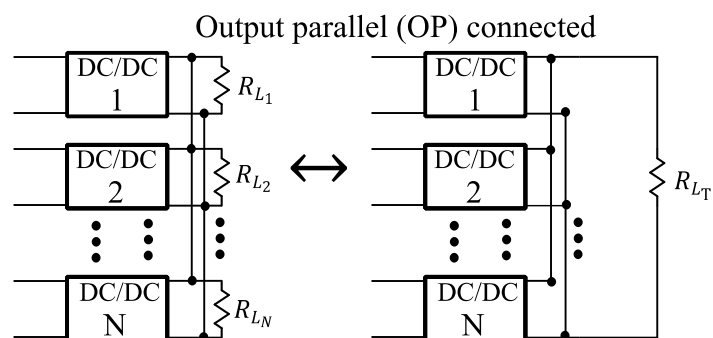 Output parallel (OP) connected
DC/DC
1
R_{L_1}
DC/DC
2
R_{L_2}
DC/DC
N
R_{L_N}
DC/DC
1
DC/DC
2
R_{L_T}
DC/DC
N